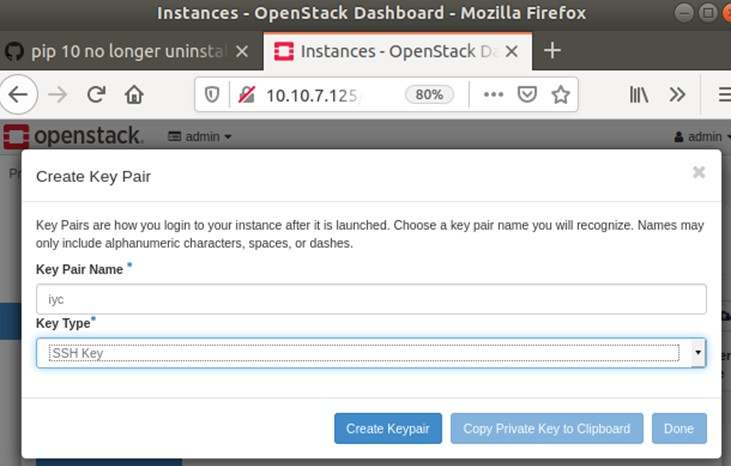 Instances - OpenStack Dashboard - Mozilla Firefox
pip 10 no longer uninstal
Instances - OpenStack Da
10.10.7.125/
80%
openstack.
admin
admin
Pr
Create Key Pair
Key Pairs are how you login to your instance after it is launched. Choose a key pair name you will recognize. Names may
only include alphanumeric characters, spaces, or dashes.
Key Pair Name *
iyc
Key Type*
SSH Key
Create Keypair
Copy Private Key to Clipboard
Done